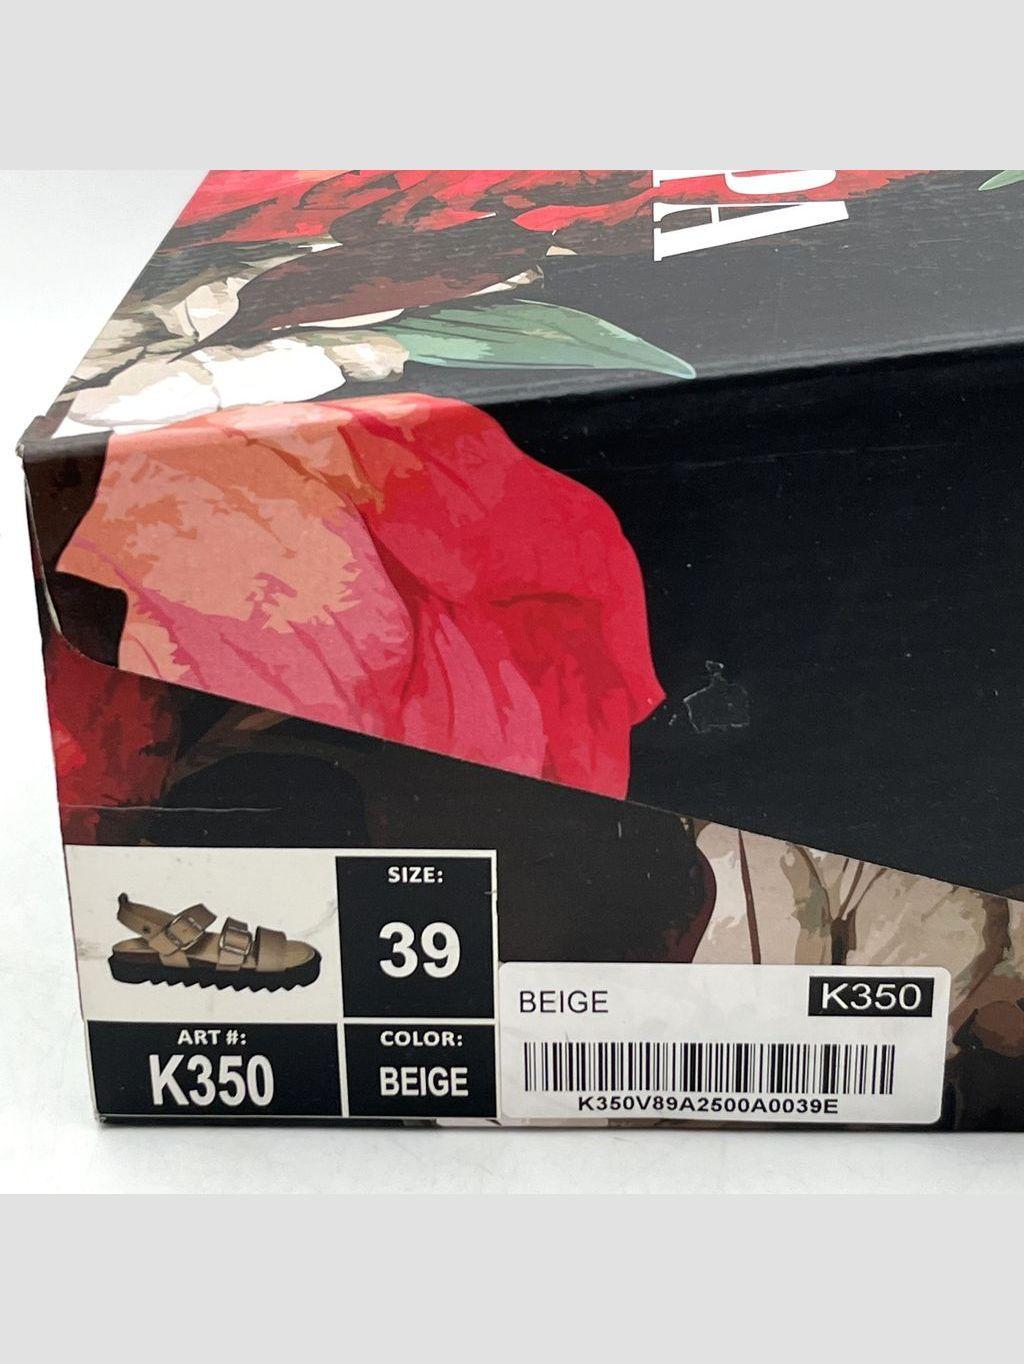 SIZE:
39
ART #:
K350
COLOR:
BEIGE
BEIGE
K350
K350V89A2500A0039E